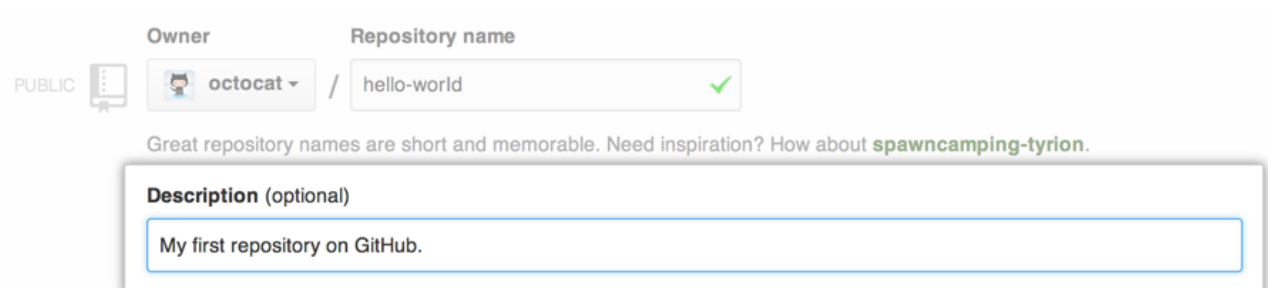 Owner Repository name
PUBLIC octocat / hello-world
Great repository names are short and memorable. Need inspiration? How about spawncamping-tyrion.
Description (optional)
My first repository on GitHub.